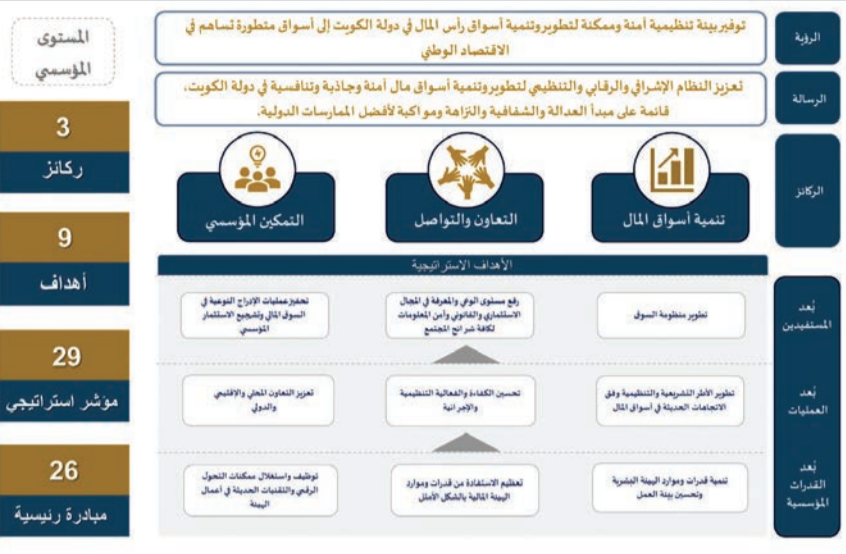 الرؤية
توفير بيئة تنظيمية آمنة وممكنة لتطوير وتنمية أسواق رأس المال في دولة الكويت إلى أسواق متطورة تساهم في
الاقتصاد الوطني
الرسالة
تعزيز النظام الإشرافي والرقابي والتنظيمي لتطوير وتنمية أسواق مال آمنة وجاذبة وتنافسية في دولة الكويت،
قائمة على مبدأ العدالة والشفافية والنزاهة ومواكبة لأفضل الممارسات الدولية.
الركائز
تنمية أسواق المال
التعاون والتواصل
التمكين المؤسسي
الأهداف الاستراتيجية
بُعد
المستفيدين
تطوير منظومة السوق
رفع مستوى الوعي والمعرفة في المجال
الاستثماري والقانوني وأمن المعلومات
لكافة شرائح المجتمع
تحفيز عمليات الإدراج النوعية في
السوق المالي وتشجيع الاستثمار
المؤسسي
بُعد
العمليات
تطوير الأطر التشريعية والتنظيمية وفق
الاتجاهات الحديثة في أسواق المال
تحسين الكفاءة والفعالية التنظيمية
والإجرائية
تعزيز التعاون المحلي والإقليمي
والدولي
بُعد
القدرات
المؤسسية
تنمية قدرات وموارد الهيئة البشرية
وتحسين بيئة العمل
تعظيم الاستفادة من قدرات وموارد
الهيئة المالية بالشكل الأمثل
توظيف واستغلال ممكنات التحول
الرقمي والتقنيات الحديثة في أعمال
الهيئة
المستوى
المؤسسي
3
ركائز
9
أهداف
29
مؤشر استراتيجي
26
مبادرة رئيسية